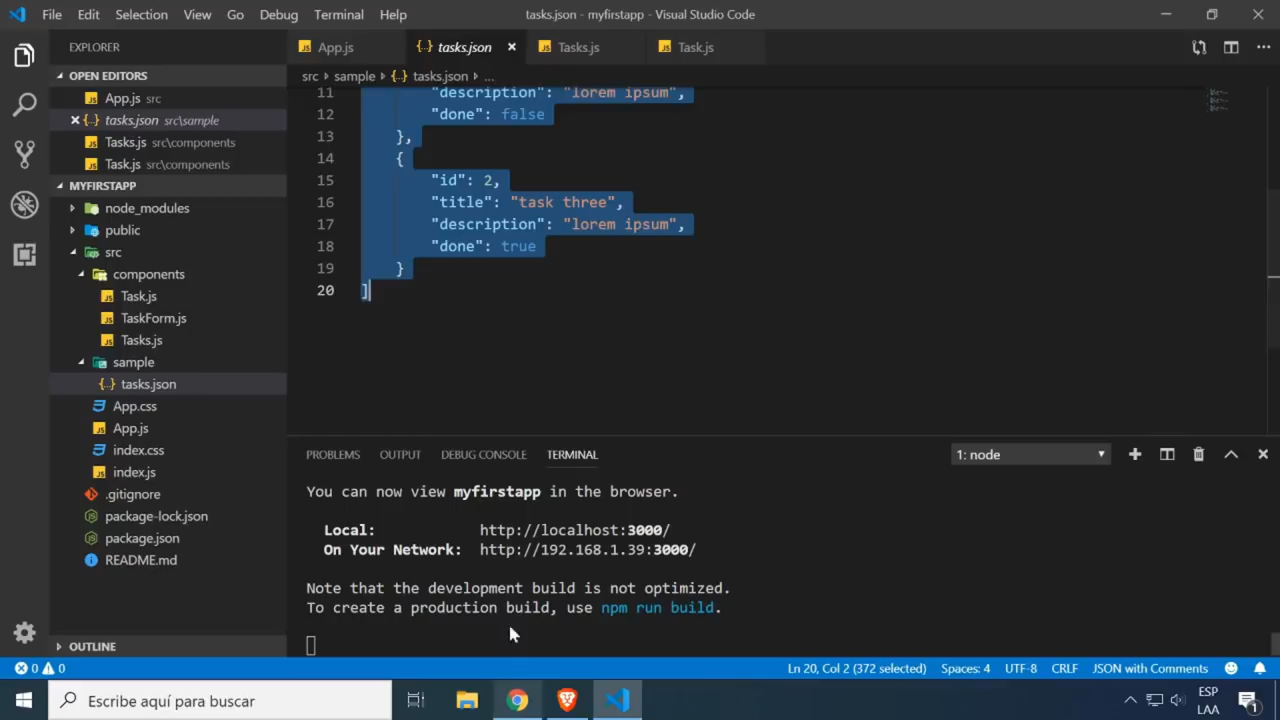 File Edit Selection View Go Debug Terminal Help
tasks.json - myfirstapp - Visual Studio Code
EXPLORER
OPEN EDITORS
App.js src
tasks.json src\sample
Tasks.js src\components
Task.js src\components
MYFIRSTAPP
node_modules
public
src
components
Task.js
TaskForm.js
Tasks.js
sample
{..} tasks.json
App.css
App.js
index.css
index.js
.gitignore
package-lock.json
package.json
README.md
OUTLINE
App.js {..} tasks.json Tasks.js Task.js
src sample {..} tasks.json ...
11 "description": "lorem ipsum",
12 "done": false
13 },
14 {
15 "id": 2,
16 "title": "task three",
17 "description": "lorem ipsum",
18 "done": true
19 }
20 ]
PROBLEMS OUTPUT DEBUG CONSOLE TERMINAL 1: node
You can now view myfirstapp in the browser.
Local: http://localhost:3000/
On Your Network: http://192.168.1.39:3000/
Note that the development build is not optimized.
To create a production build, use npm run build.
0 0 Ln 20, Col 2 (372 selected) Spaces: 4 UTF-8 CRLF JSON with Comments
Escribe aquí para buscar
ESP
LAA
1